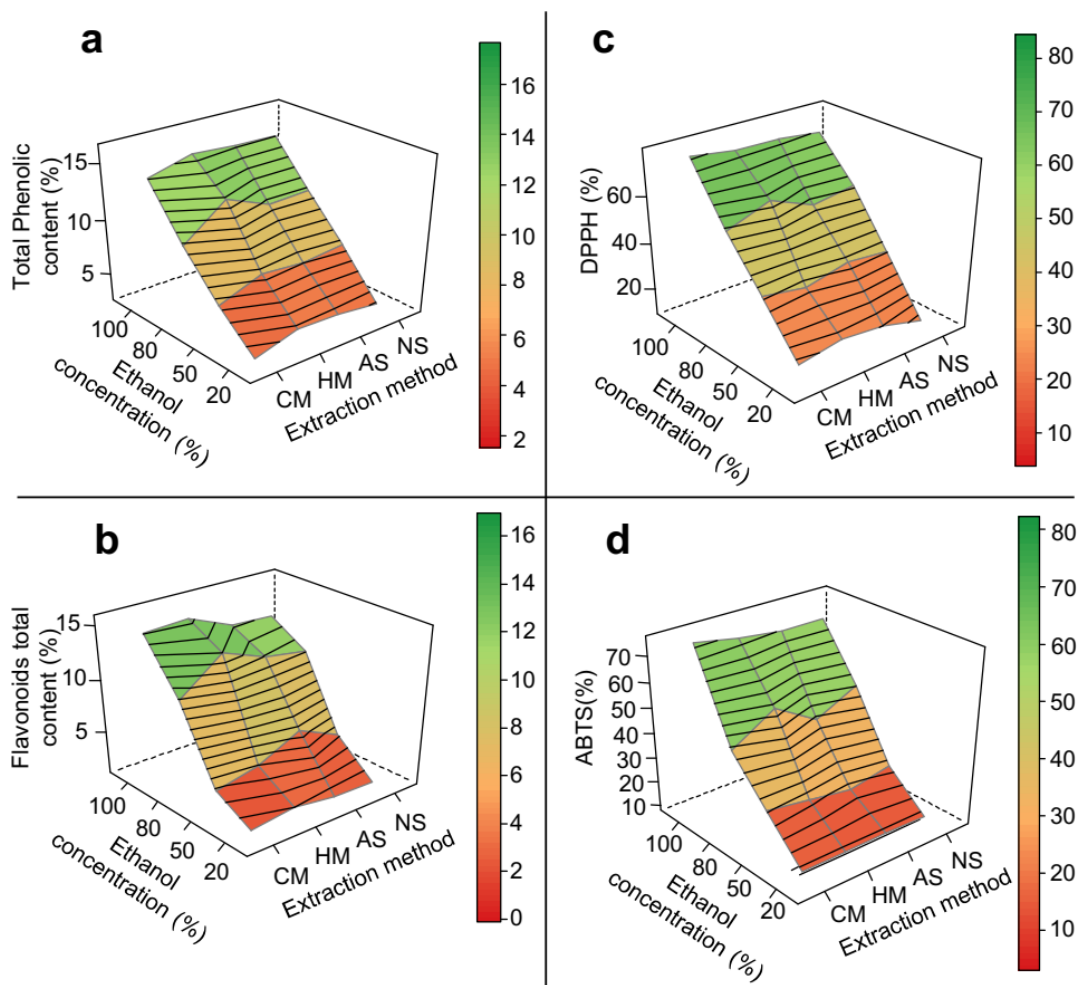 a
Total Phenolic
content (%)
15
10
5
100
80
50
20
Ethanol
concentration (%)
CM
HM
AS
NS
Extraction method
16
14
12
10
8
6
4
2
c
DPPH (%)
60
40
20
100
80
50
20
Ethanol
concentration (%)
CM
HM
AS
NS
Extraction method
80
70
60
50
40
30
20
10
b
Flavonoids total
content (%)
15
10
5
100
80
50
20
Ethanol
concentration (%)
CM
HM
AS
NS
Extraction method
16
14
12
10
8
6
4
2
0
d
ABTS(%)
70
60
50
40
30
20
10
100
80
50
20
Ethanol
concentration (%)
CM
HM
AS
NS
Extraction method
80
70
60
50
40
30
20
10